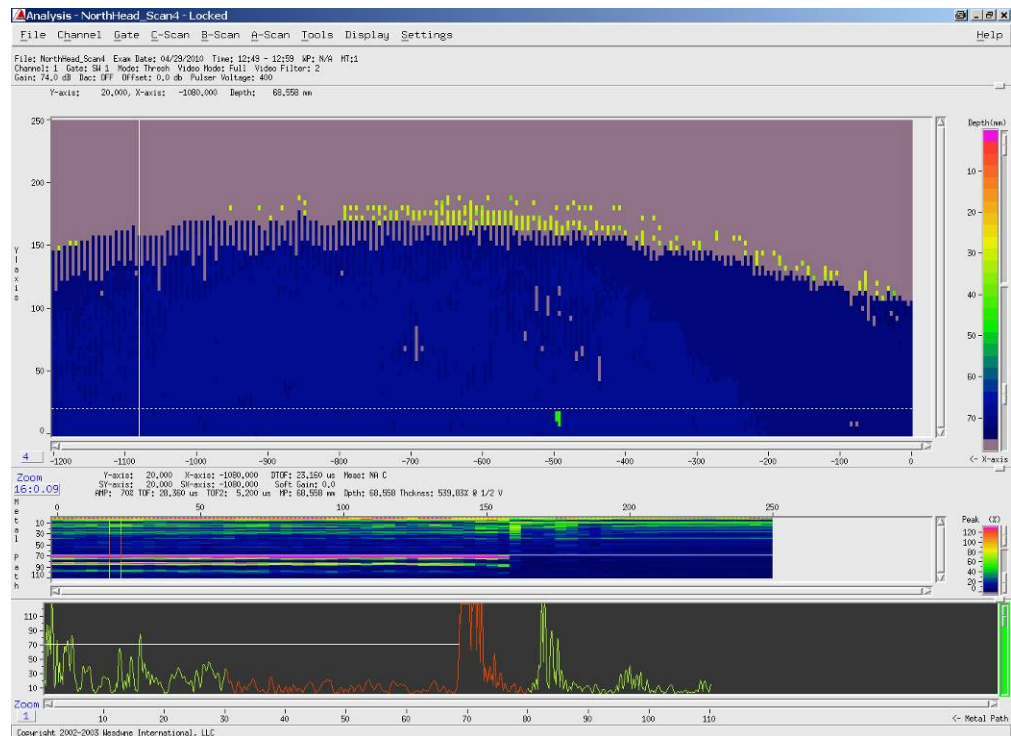 Analysis - NorthHead_Scan4 - Locked
File Channel Gate C-Scan B-Scan A-Scan Tools Display Settings Help
File: NorthHead_Scan4 Exam Date: 04/29/2010 Time: 12:49 - 12:59 WP: N/A MT:1
Channel: 1 Gate: SW 1 Mode: Thresh Video Mode: Full Video Filter: 2
Gain: 74.0 dB Dac: OFF Offset: 0.0 db Pulser Voltage: 400
Y-axis: 20.000, X-axis: -1080.000 Depth: 68.558 mm
Depth(mm)
250
200
150
100
50
0
Y-axis
10
20
30
40
50
60
70
4
-1200 -1100 -1000 -900 -800 -700 -600 -500 -400 -300 -200 -100 0
<- X-axis
Zoom
16:0.09
Y-axis: 20.000 X-axis: -1080.000 DTOF: 23,160 us Meas: NA C
SY-axis: 20.000 SX-axis: -1080.000 Soft Gain: 0.0
AMP: 70% TOF: 28,360 us TOF2: 5,200 us MP: 68,558 mm Dpth: 68,558 Thcknss: 539.83% @ 1/2 V
Metal Path
0 50 100 150 200 250
10
30
50
70
90
110
Peak (%)
120
100
80
60
40
20
0
110
90
70
50
30
10
Zoom
1
10 20 30 40 50 60 70 80 90 100 110
<- Metal Path
Copyright 2002-2003 Wesdyne International, LLC